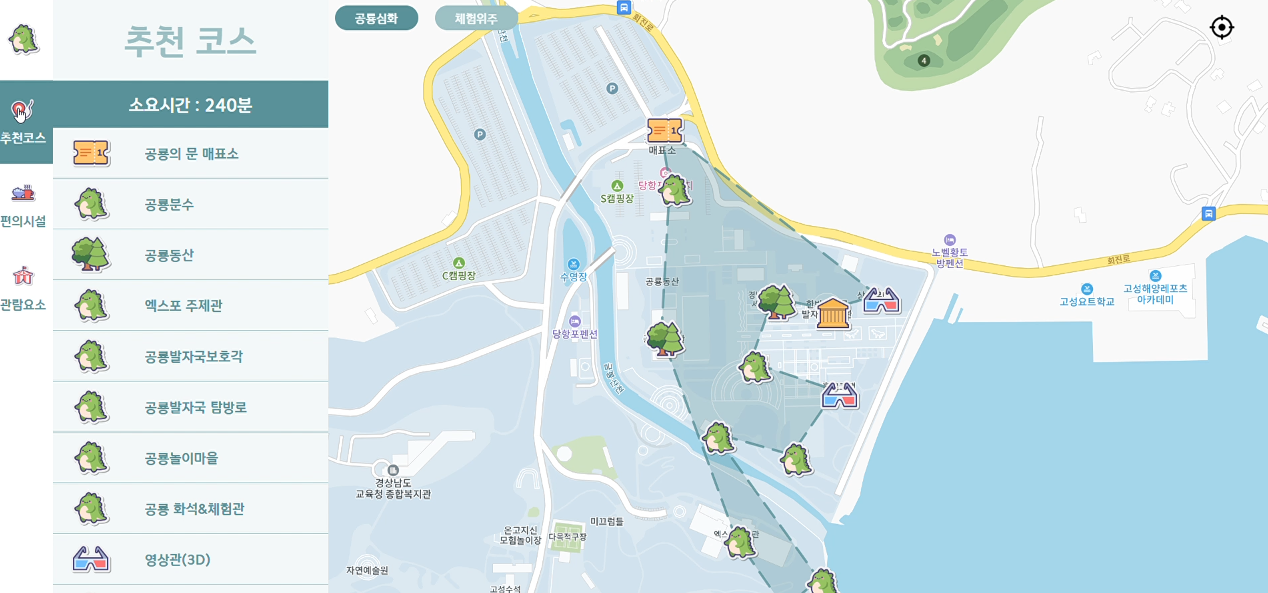 추천 코스
소요시간 : 240분
추천코스
편의시설
관람요소
공룡의 문 매표소
공룡분수
공룡동산
엑스포 주제관
공룡발자국보호각
공룡발자국 탐방로
공룡놀이마을
공룡 화석&체험관
영상관(3D)
공룡심화
체험위주
회진로
4
P
P
1
매표소
S캠핑장
C캠핑장
수영장
공룡동산
당항포펜션
노벨황토
방펜션
회진로
고성요트학교
고성해양레포츠
아카데미
경상남도
교육청 종합복지관
온고지신
모험놀이장
다목적구장
미끄럼틀
자연예술원
고성수석